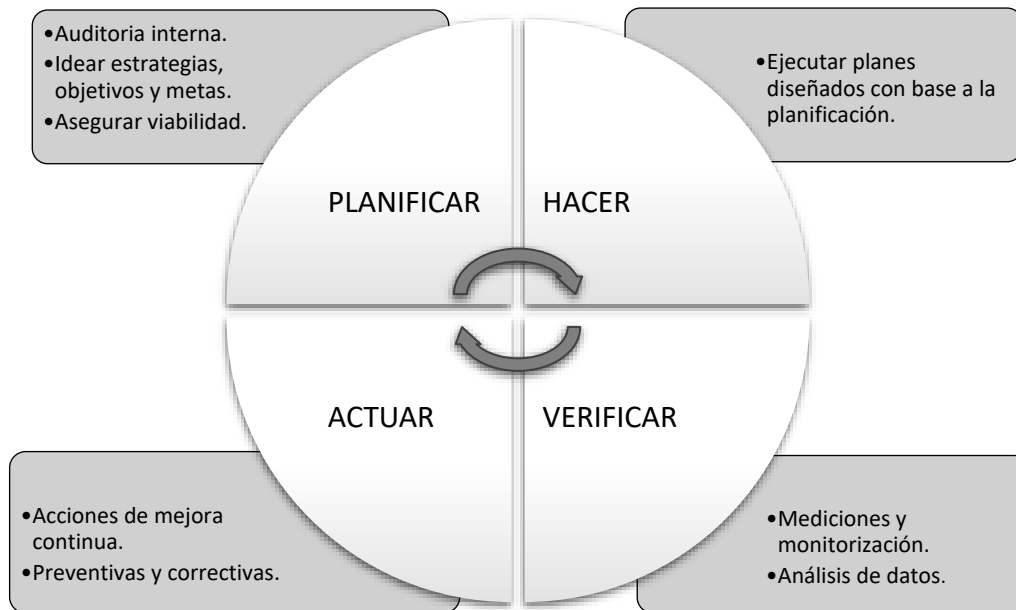 •Auditoria interna.
•Idear estrategias,
objetivos y metas.
•Asegurar viabilidad.
•Ejecutar planes
diseñados con base a la
planificación.
PLANIFICAR
HACER
ACTUAR
VERIFICAR
•Acciones de mejora
continua.
•Preventivas y correctivas.
•Mediciones y
monitorización.
•Análisis de datos.